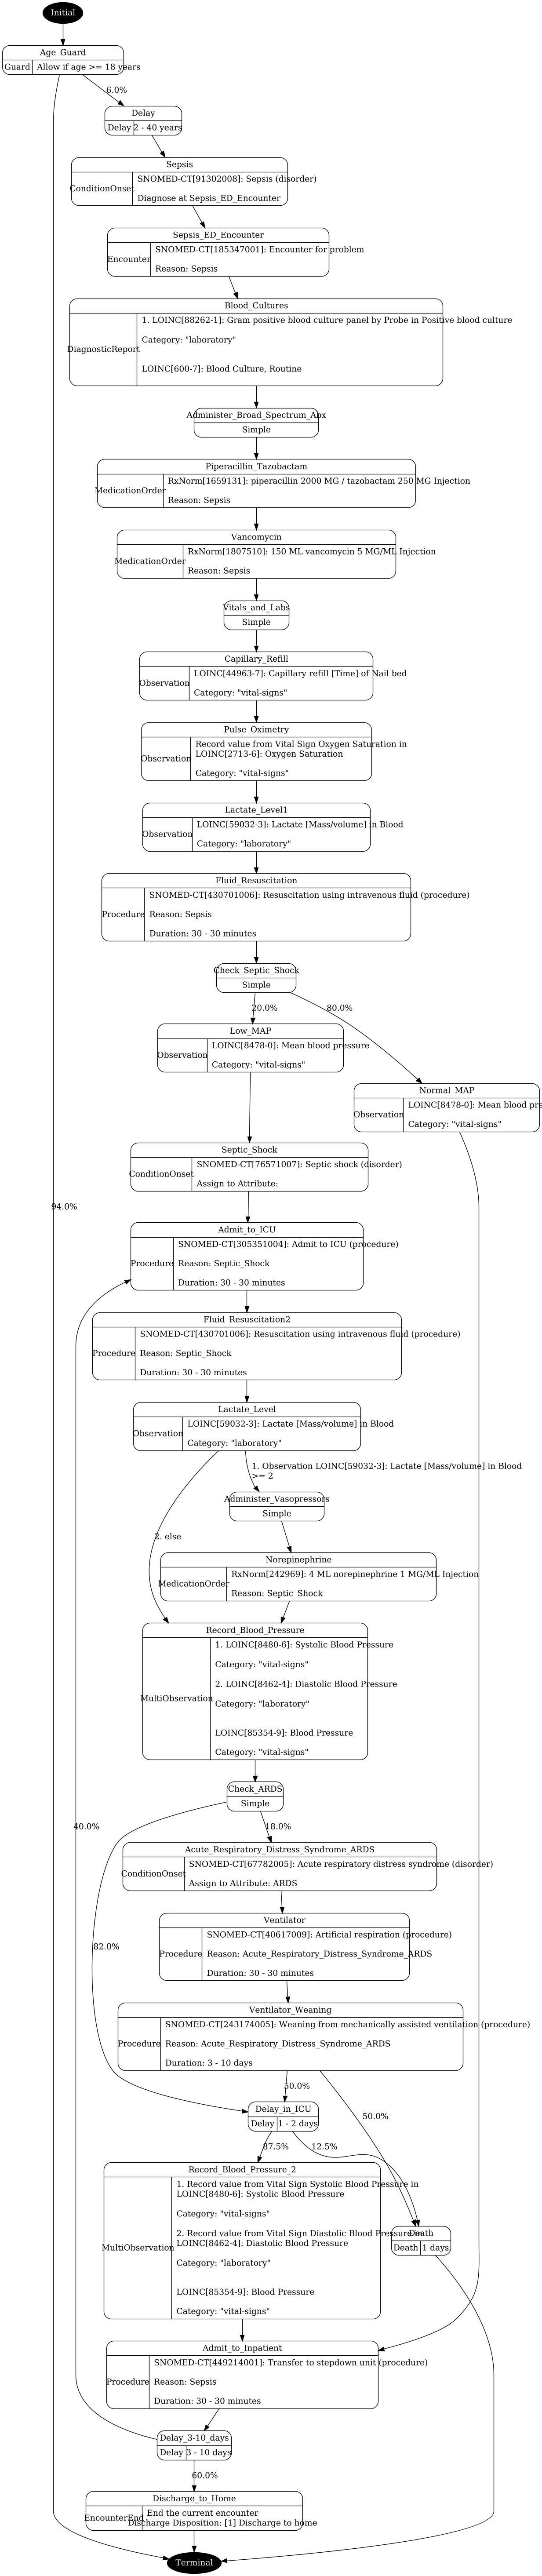 Initial
Age_Guard
Guard
Allow if age >= 18 years
6.0%
Delay
Delay
2 - 40 years
Sepsis
ConditionOnset
SNOMED-CT[91302008]: Sepsis (disorder)
Diagnose at Sepsis_ED_Encounter
Sepsis_ED_Encounter
Encounter
SNOMED-CT[185347001]: Encounter for problem
Reason: Sepsis
Blood_Cultures
DiagnosticReport
1. LOINC[88262-1]: Gram positive blood culture panel by Probe in Positive blood culture
Category: "laboratory"
LOINC[600-7]: Blood Culture, Routine
Administer_Broad_Spectrum_Abx
Simple
Piperacillin_Tazobactam
MedicationOrder
RxNorm[1659131]: piperacillin 2000 MG / tazobactam 250 MG Injection
Reason: Sepsis
Vancomycin
MedicationOrder
RxNorm[1807510]: 150 ML vancomycin 5 MG/ML Injection
Reason: Sepsis
Vitals_and_Labs
Simple
Capillary_Refill
Observation
LOINC[44963-7]: Capillary refill [Time] of Nail bed
Category: "vital-signs"
Pulse_Oximetry
Observation
Record value from Vital Sign Oxygen Saturation in
LOINC[2713-6]: Oxygen Saturation
Category: "vital-signs"
Lactate_Level1
Observation
LOINC[59032-3]: Lactate [Mass/volume] in Blood
Category: "laboratory"
Fluid_Resuscitation
Procedure
SNOMED-CT[430701006]: Resuscitation using intravenous fluid (procedure)
Reason: Sepsis
Duration: 30 - 30 minutes
Check_Septic_Shock
Simple
20.0%
80.0%
Low_MAP
Observation
LOINC[8478-0]: Mean blood pressure
Category: "vital-signs"
Normal_MAP
Observation
LOINC[8478-0]: Mean blood pre
Category: "vital-signs"
Septic_Shock
ConditionOnset
SNOMED-CT[76571007]: Septic shock (disorder)
Assign to Attribute:
94.0%
Admit_to_ICU
Procedure
SNOMED-CT[305351004]: Admit to ICU (procedure)
Reason: Septic_Shock
Duration: 30 - 30 minutes
Fluid_Resuscitation2
Procedure
SNOMED-CT[430701006]: Resuscitation using intravenous fluid (procedure)
Reason: Septic_Shock
Duration: 30 - 30 minutes
Lactate_Level
Observation
LOINC[59032-3]: Lactate [Mass/volume] in Blood
Category: "laboratory"
1. Observation LOINC[59032-3]: Lactate [Mass/volume] in Blood
>= 2
Administer_Vasopressors
Simple
2. else
Norepinephrine
MedicationOrder
RxNorm[242969]: 4 ML norepinephrine 1 MG/ML Injection
Reason: Septic_Shock
Record_Blood_Pressure
MultiObservation
1. LOINC[8480-6]: Systolic Blood Pressure
Category: "vital-signs"
2. LOINC[8462-4]: Diastolic Blood Pressure
Category: "laboratory"
LOINC[85354-9]: Blood Pressure
Category: "vital-signs"
Check_ARDS
Simple
40.0%
18.0%
Acute_Respiratory_Distress_Syndrome_ARDS
ConditionOnset
SNOMED-CT[67782005]: Acute respiratory distress syndrome (disorder)
Assign to Attribute: ARDS
82.0%
Ventilator
Procedure
SNOMED-CT[40617009]: Artificial respiration (procedure)
Reason: Acute_Respiratory_Distress_Syndrome_ARDS
Duration: 30 - 30 minutes
Ventilator_Weaning
Procedure
SNOMED-CT[243174005]: Weaning from mechanically assisted ventilation (procedure)
Reason: Acute_Respiratory_Distress_Syndrome_ARDS
Duration: 3 - 10 days
50.0%
50.0%
Delay_in_ICU
Delay
1 - 2 days
87.5%
12.5%
Record_Blood_Pressure_2
MultiObservation
1. Record value from Vital Sign Systolic Blood Pressure in
LOINC[8480-6]: Systolic Blood Pressure
Category: "vital-signs"
2. Record value from Vital Sign Diastolic Blood Pressure in
LOINC[8462-4]: Diastolic Blood Pressure
Category: "laboratory"
LOINC[85354-9]: Blood Pressure
Category: "vital-signs"
Death
Death
1 days
Admit_to_Inpatient
Procedure
SNOMED-CT[449214001]: Transfer to stepdown unit (procedure)
Reason: Sepsis
Duration: 30 - 30 minutes
Delay_3-10_days
Delay
3 - 10 days
60.0%
Discharge_to_Home
EncounterEnd
End the current encounter
Discharge Disposition: [1] Discharge to home
Terminal